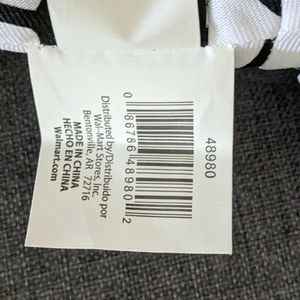 48980
0 86786 48980 2
Distributed by/Distribuido por
Wal-Mart Stores, Inc.
Bentonville, AR 72716
MADE IN CHINA
HECHO EN CHINA
Walmart.com